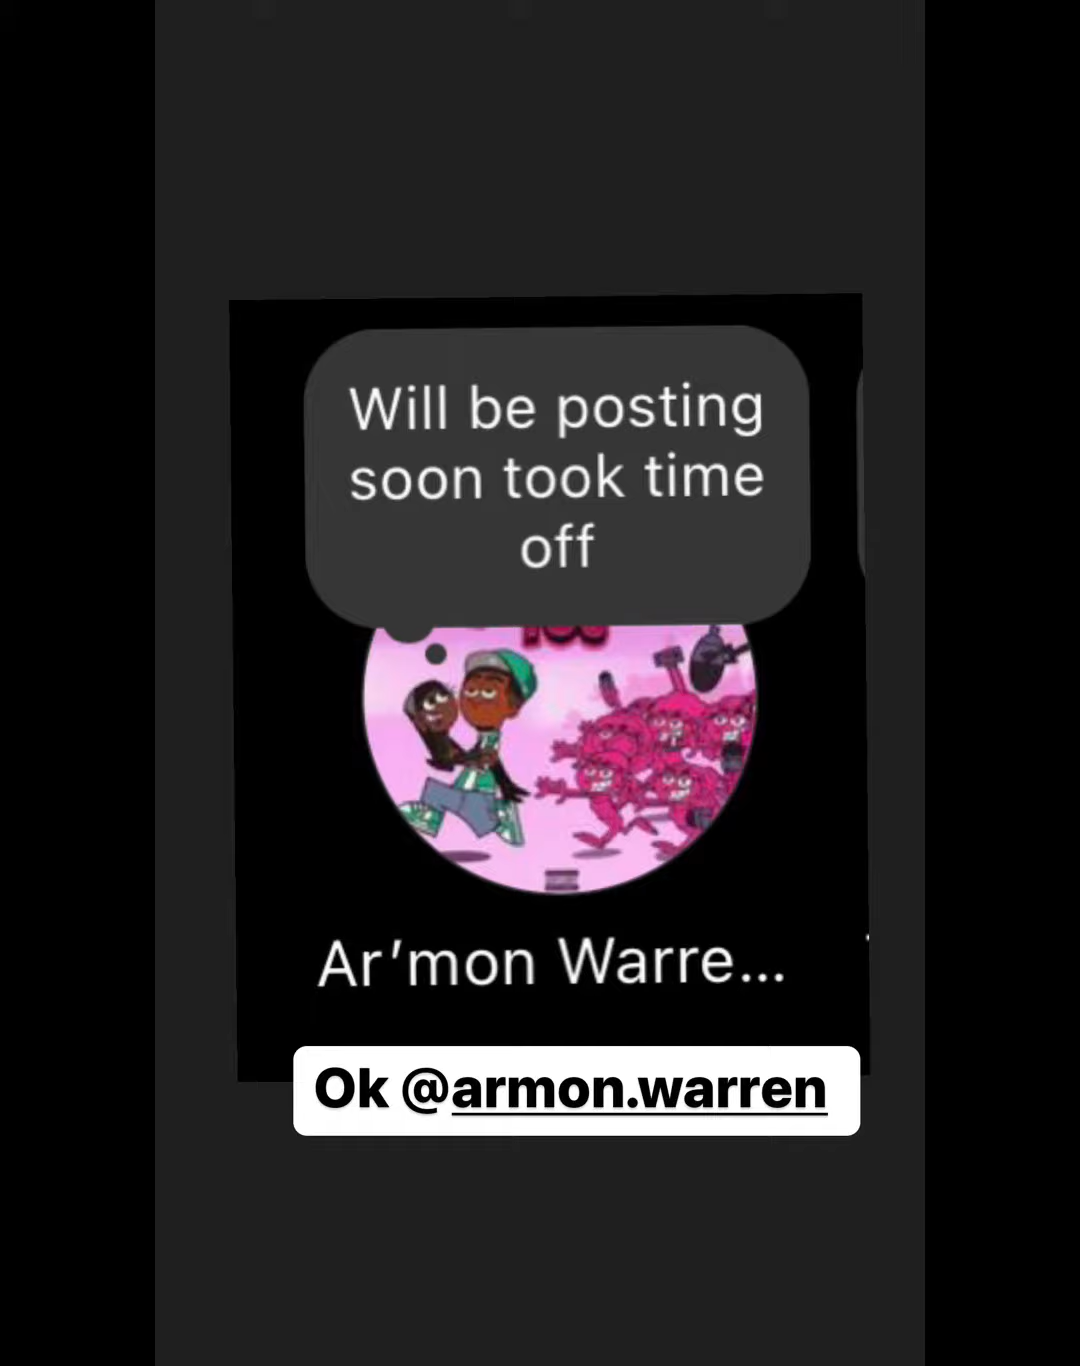 Will be posting
soon took time
off
Ar’mon Warre...
Ok @armon.warren